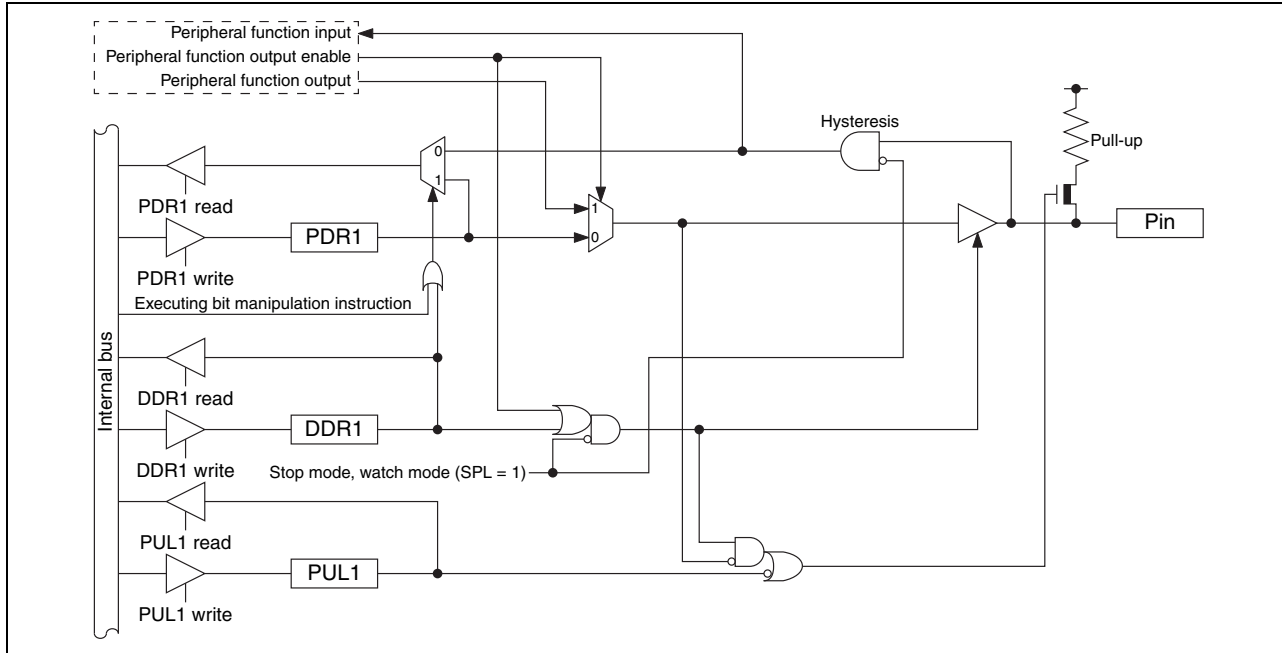 Peripheral function input
Peripheral function output enable
Peripheral function output
Hysteresis
Pull-up
0
1
PDR1 read
1
0
Pin
PDR1
PDR1 write
Executing bit manipulation instruction
Internal bus
DDR1 read
DDR1
DDR1 write
Stop mode, watch mode (SPL = 1)
PUL1 read
PUL1
PUL1 write